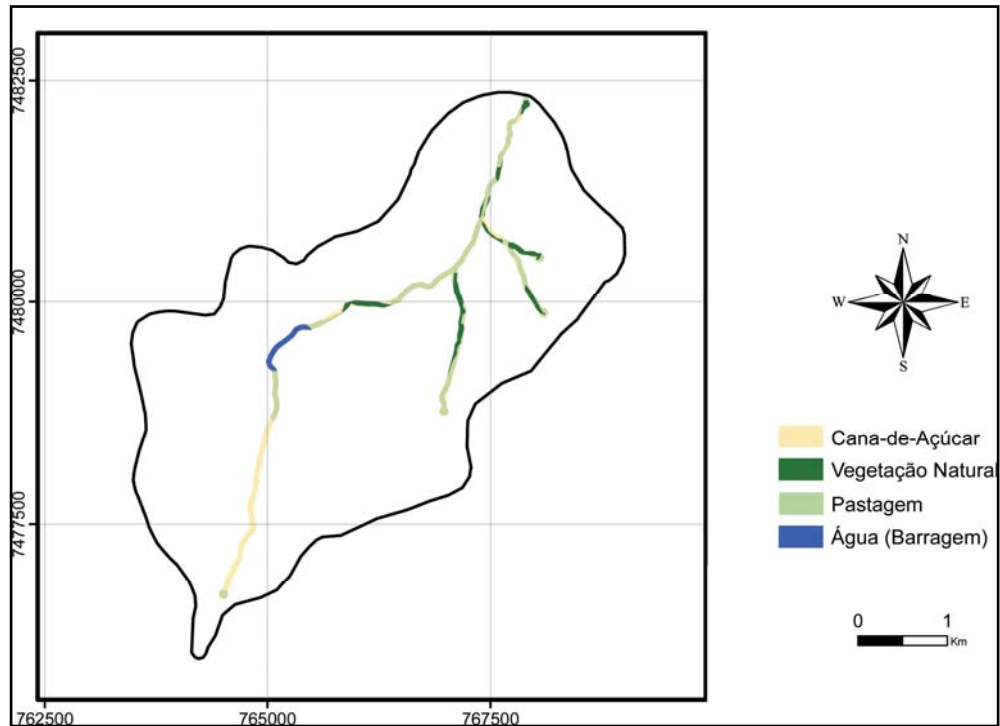 7482500
7480000
7477500
762500
765000
767500
N
W
E
S
Cana-de-Açúcar
Vegetação Natural
Pastagem
Água (Barragem)
0 1
Km